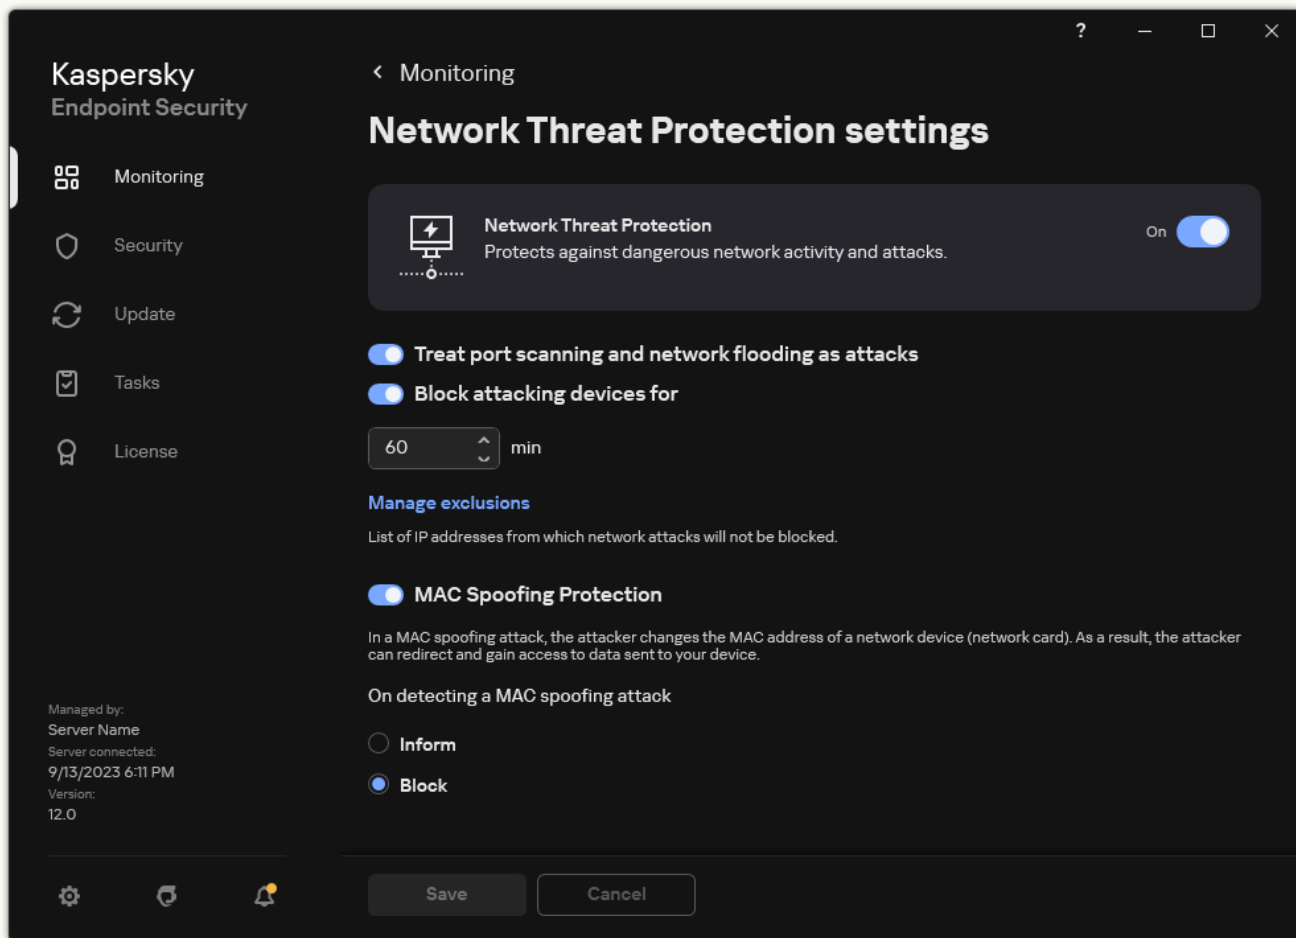 ?
Kaspersky
Endpoint Security
Monitoring
Security
Update
Tasks
License
Managed by:
Server Name
Server connected:
9/13/2023 6:11 PM
Version:
12.0
Monitoring
Network Threat Protection settings
Network Threat Protection
Protects against dangerous network activity and attacks.
On
Treat port scanning and network flooding as attacks
Block attacking devices for
60 min
Manage exclusions
List of IP addresses from which network attacks will not be blocked.
MAC Spoofing Protection
In a MAC spoofing attack, the attacker changes the MAC address of a network device (network card). As a result, the attacker
can redirect and gain access to data sent to your device.
On detecting a MAC spoofing attack
Inform
Block
Save Cancel